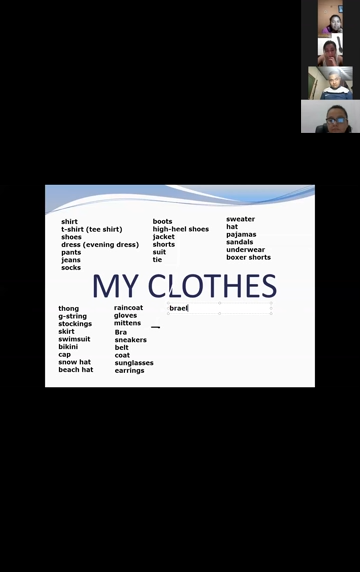 shirt
t-shirt (tee shirt)
shoes
dress (evening dress)
pants
jeans
socks
boots
high-heel shoes
jacket
shorts
suit
tie
sweater
hat
pajamas
sandals
underwear
boxer shorts
MY CLOTHES
thong
g-string
stockings
skirt
swimsuit
bikini
cap
snow hat
beach hat
raincoat
gloves
mittens
Bra
sneakers
belt
coat
sunglasses
earrings
brael